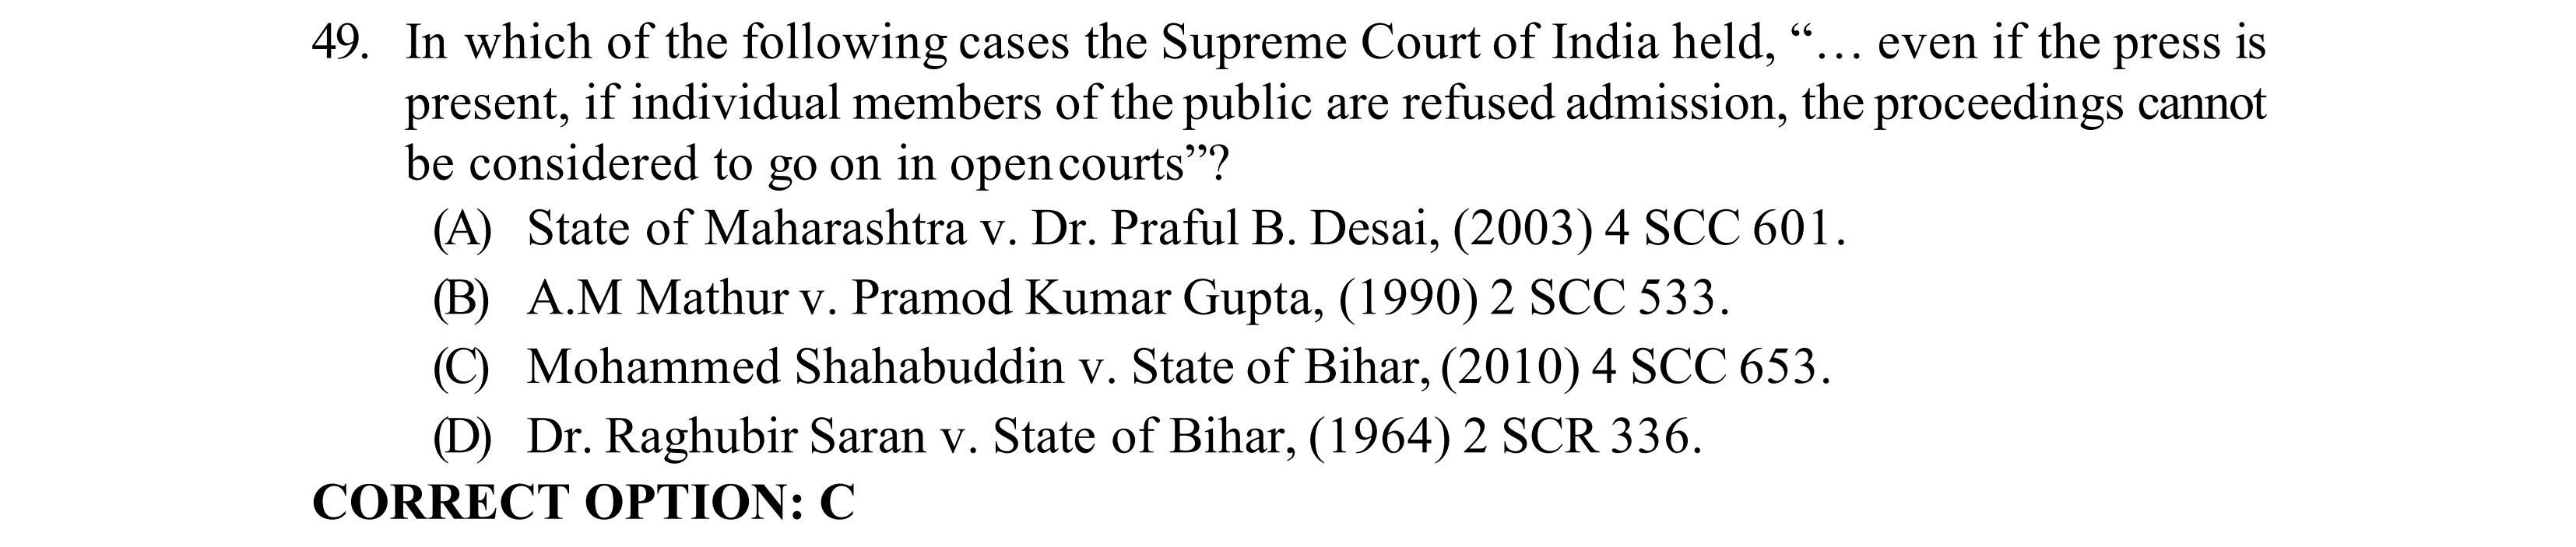 49. In which of the following cases the Supreme Court of India held, “… even if the press is
present, if individual members of the public are refused admission, the proceedings cannot
be considered to go on in open courts”?
(A) State of Maharashtra v. Dr. Praful B. Desai, (2003) 4 SCC 601.
(B) A.M Mathur v. Pramod Kumar Gupta, (1990) 2 SCC 533.
(C) Mohammed Shahabuddin v. State of Bihar, (2010) 4 SCC 653.
(D) Dr. Raghubir Saran v. State of Bihar, (1964) 2 SCR 336.
CORRECT OPTION: C